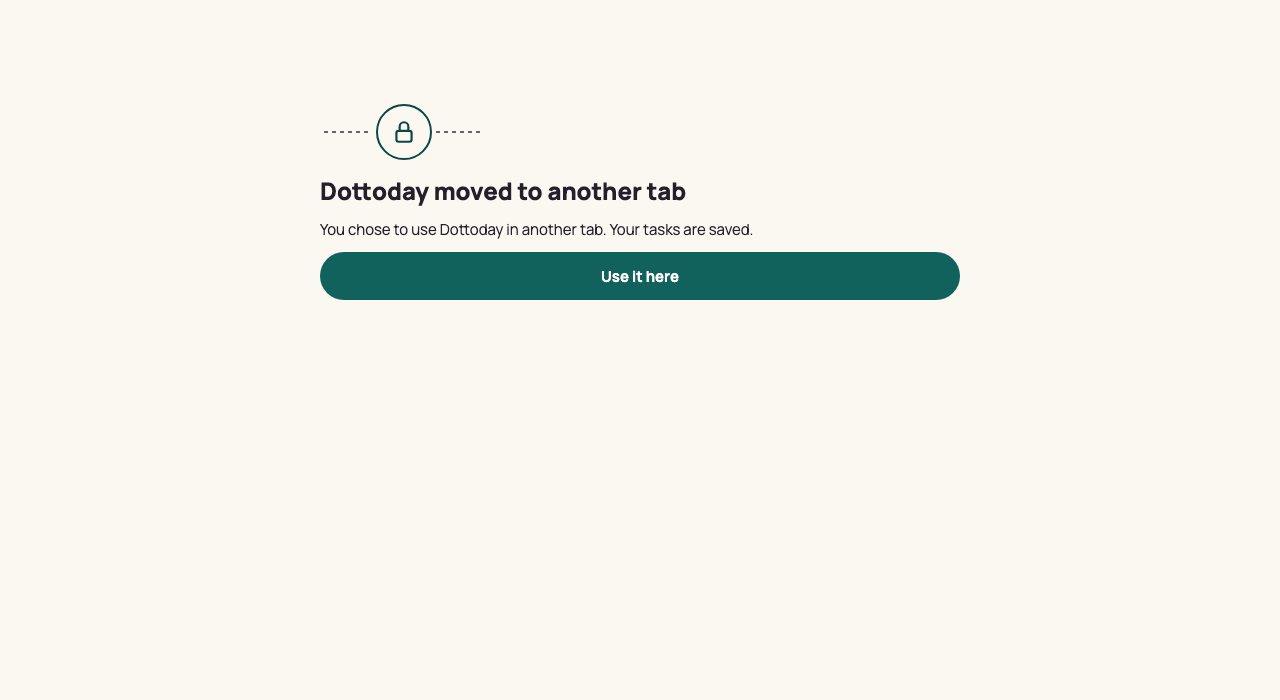 Dottoday moved to another tab
You chose to use Dottoday in another tab. Your tasks are saved.
Use it here